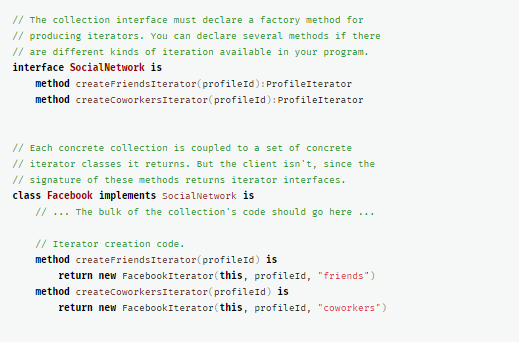 // The collection interface must declare a factory method for
// producing iterators. You can declare several methods if there
// are different kinds of iteration available in your program.
interface SocialNetwork is
    method createFriendsIterator(profileId):ProfileIterator
    method createCoworkersIterator(profileId):ProfileIterator


// Each concrete collection is coupled to a set of concrete
// iterator classes it returns. But the client isn't, since the
// signature of these methods returns iterator interfaces.
class Facebook implements SocialNetwork is
    // ... The bulk of the collection's code should go here ...

    // Iterator creation code.
    method createFriendsIterator(profileId) is
        return new FacebookIterator(this, profileId, "friends")
    method createCoworkersIterator(profileId) is
        return new FacebookIterator(this, profileId, "coworkers")